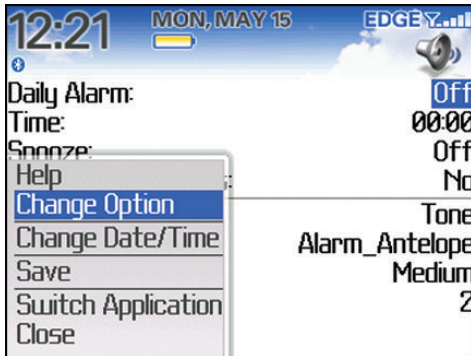 12:21 MON, MAY 15 EDGE
Daily Alarm: Off
Time: 00:00
Snooze: Off
No
Help
Change Option
Change Date/Time
Save
Switch Application
Close
Tone
Alarm_Antelope
Medium
2